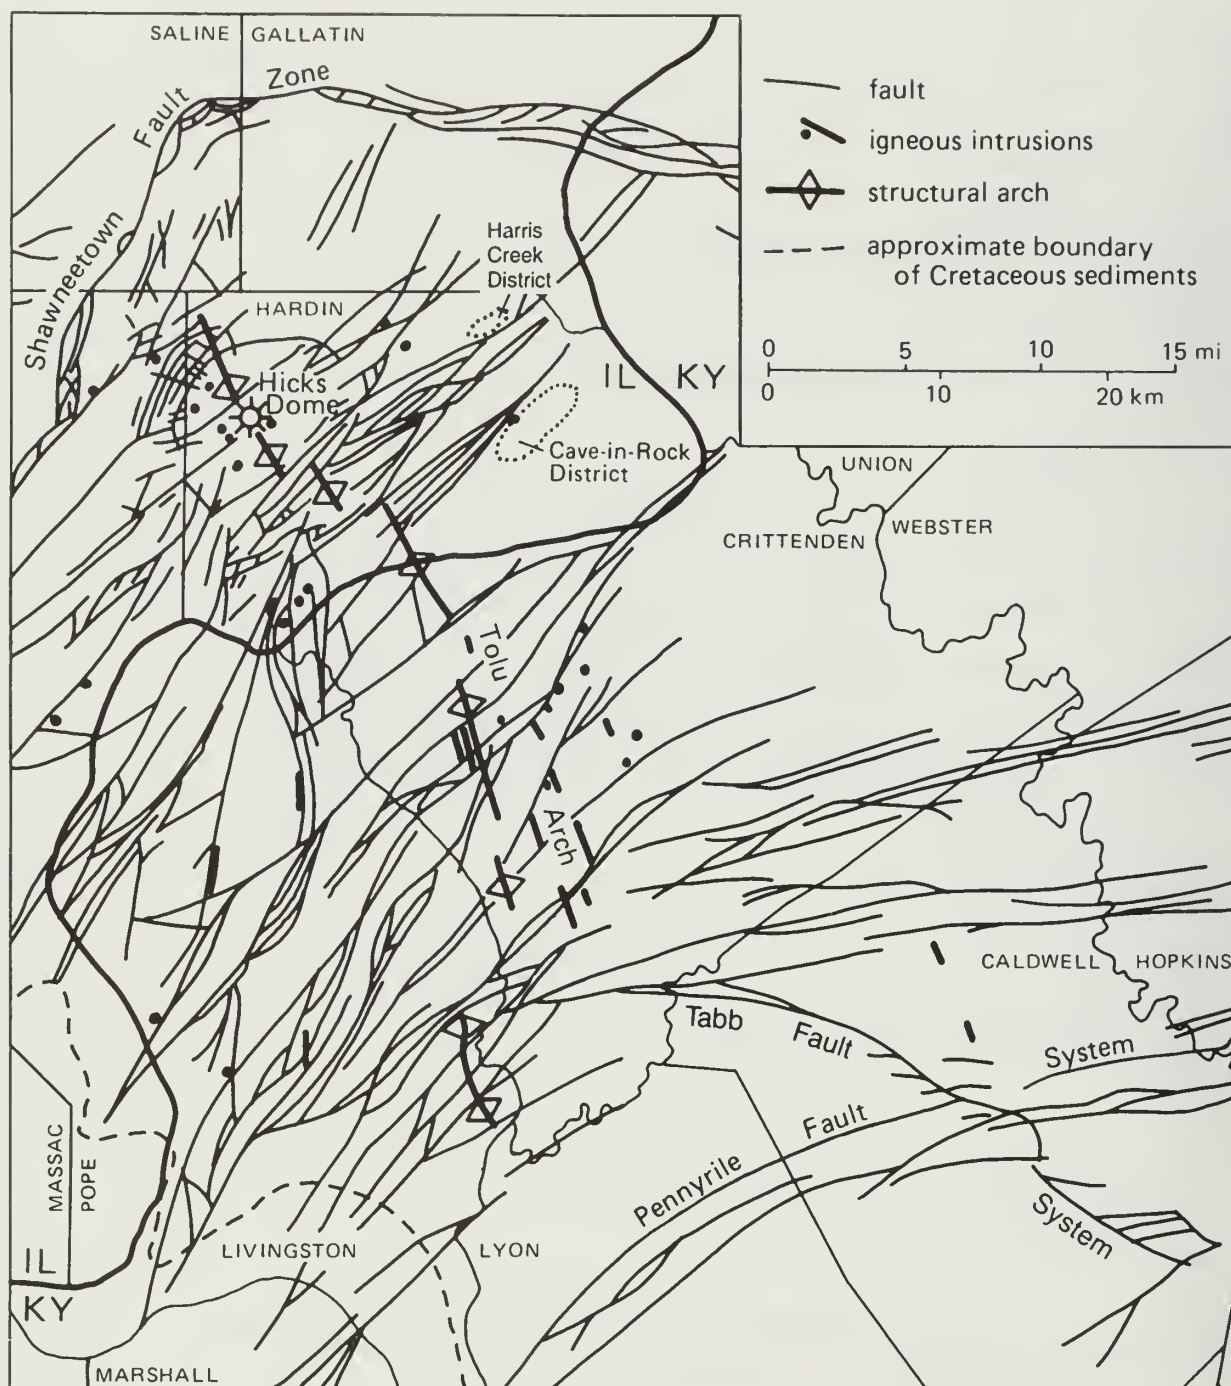 SALINE GALLATIN
Shawneetown Fault Zone
Harris
Creek
District
HARDIN
Hicks
Dome
IL KY
Cave-in-Rock
District
fault
igneous intrusions
structural arch
approximate boundary
of Cretaceous sediments
0 5 10 15 mi
0 10 20 km
UNION
WEBSTER
CRITTENDEN
Tolu
Arch
CALDWELL HOPKINS
Tabb Fault System
Pennyrile Fault System
MASSAC
POPE
IL
KY
LIVINGSTON
LYON
MARSHALL